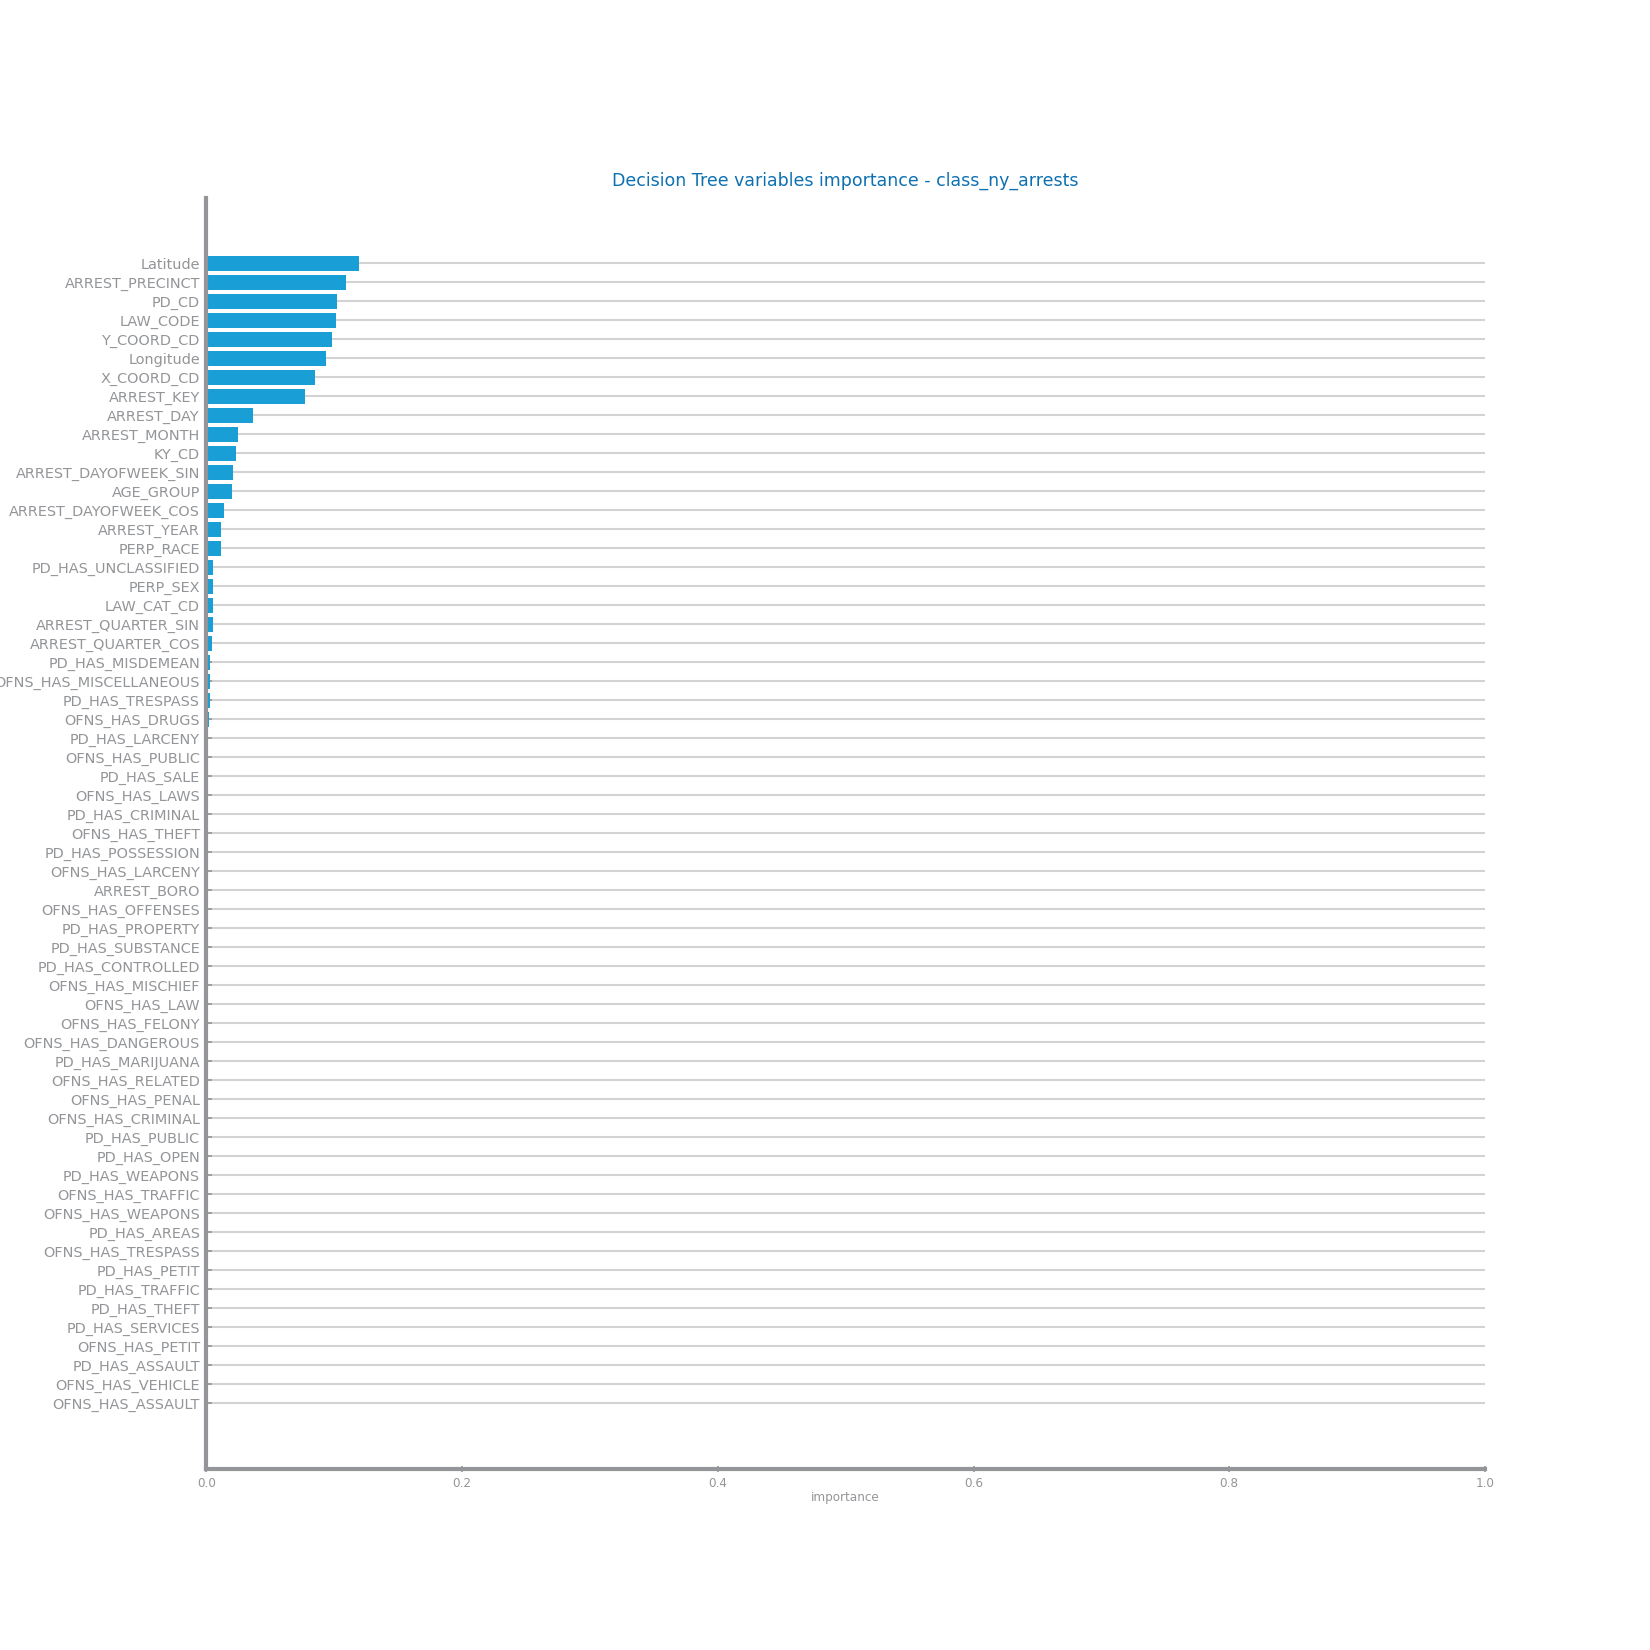 Decision Tree variables importance - class_ny_arrests
Latitude
ARREST_PRECINCT
PD_CD
LAW_CODE
Y_COORD_CD
Longitude
X_COORD_CD
ARREST_KEY
ARREST_DAY
ARREST_MONTH
KY_CD
ARREST_DAYOFWEEK_SIN
AGE_GROUP
ARREST_DAYOFWEEK_COS
ARREST_YEAR
PERP_RACE
PD_HAS_UNCLASSIFIED
PERP_SEX
LAW_CAT_CD
ARREST_QUARTER_SIN
ARREST_QUARTER_COS
PD_HAS_MISDEMEAN
OFNS_HAS_MISCELLANEOUS
PD_HAS_TRESPASS
OFNS_HAS_DRUGS
PD_HAS_LARCENY
OFNS_HAS_PUBLIC
PD_HAS_SALE
OFNS_HAS_LAWS
PD_HAS_CRIMINAL
OFNS_HAS_THEFT
PD_HAS_POSSESSION
OFNS_HAS_LARCENY
ARREST_BORO
OFNS_HAS_OFFENSES
PD_HAS_PROPERTY
PD_HAS_SUBSTANCE
PD_HAS_CONTROLLED
OFNS_HAS_MISCHIEF
OFNS_HAS_LAW
OFNS_HAS_FELONY
OFNS_HAS_DANGEROUS
PD_HAS_MARIJUANA
OFNS_HAS_RELATED
OFNS_HAS_PENAL
OFNS_HAS_CRIMINAL
PD_HAS_PUBLIC
PD_HAS_OPEN
PD_HAS_WEAPONS
OFNS_HAS_TRAFFIC
OFNS_HAS_WEAPONS
PD_HAS_AREAS
OFNS_HAS_TRESPASS
PD_HAS_PETIT
PD_HAS_TRAFFIC
PD_HAS_THEFT
PD_HAS_SERVICES
OFNS_HAS_PETIT
PD_HAS_ASSAULT
OFNS_HAS_VEHICLE
OFNS_HAS_ASSAULT
0.0 0.2 0.4 0.6 0.8 1.0
importance